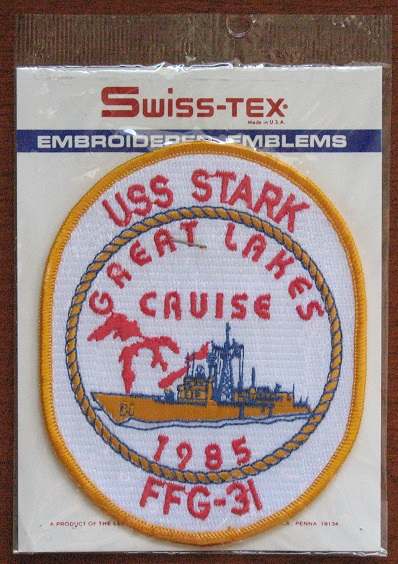 Swiss-Tex
Made in U.S.A.
EMBROIDERED EMBLEMS
USS STARK
GREAT LAKES
CRUISE
1985
FFG-31
A PRODUCT OF THE
PENNA 19134